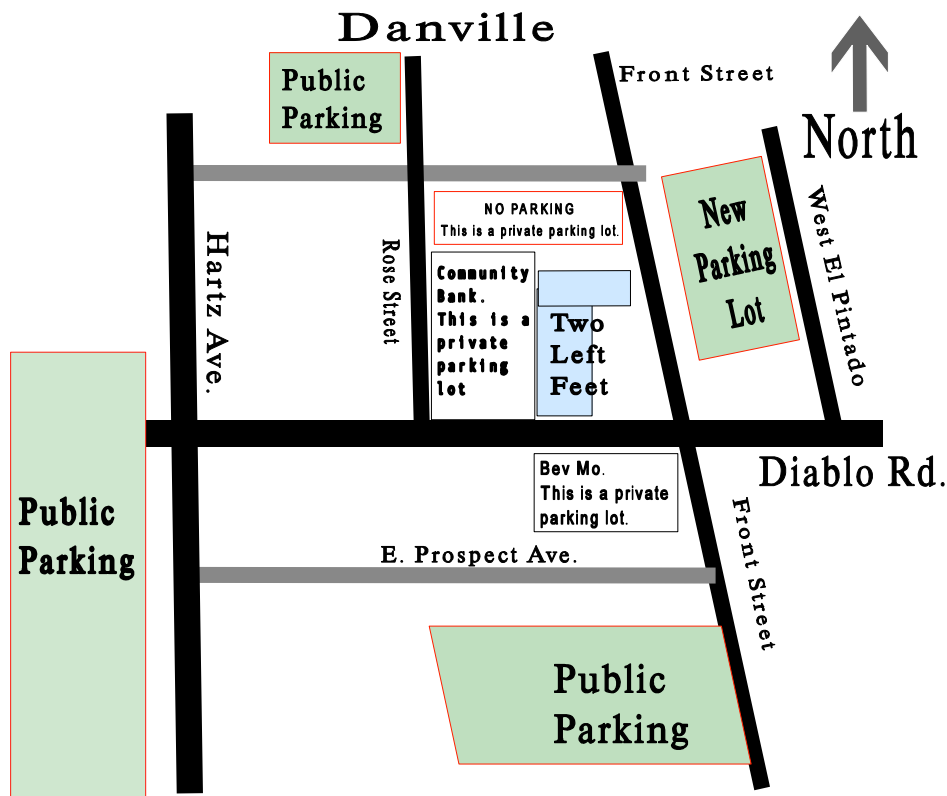 Danville
Public
Parking
Front Street
North
NO PARKING
This is a private parking lot.
New
Parking
Lot
West El Pintado
Hartz Ave.
Rose Street
Community
Bank.
This is a
private
parking
lot
Two
Left
Feet
Diablo Rd.
Bev Mo.
This is a private
parking lot.
Public
Parking
E. Prospect Ave.
Front Street
Public
Parking